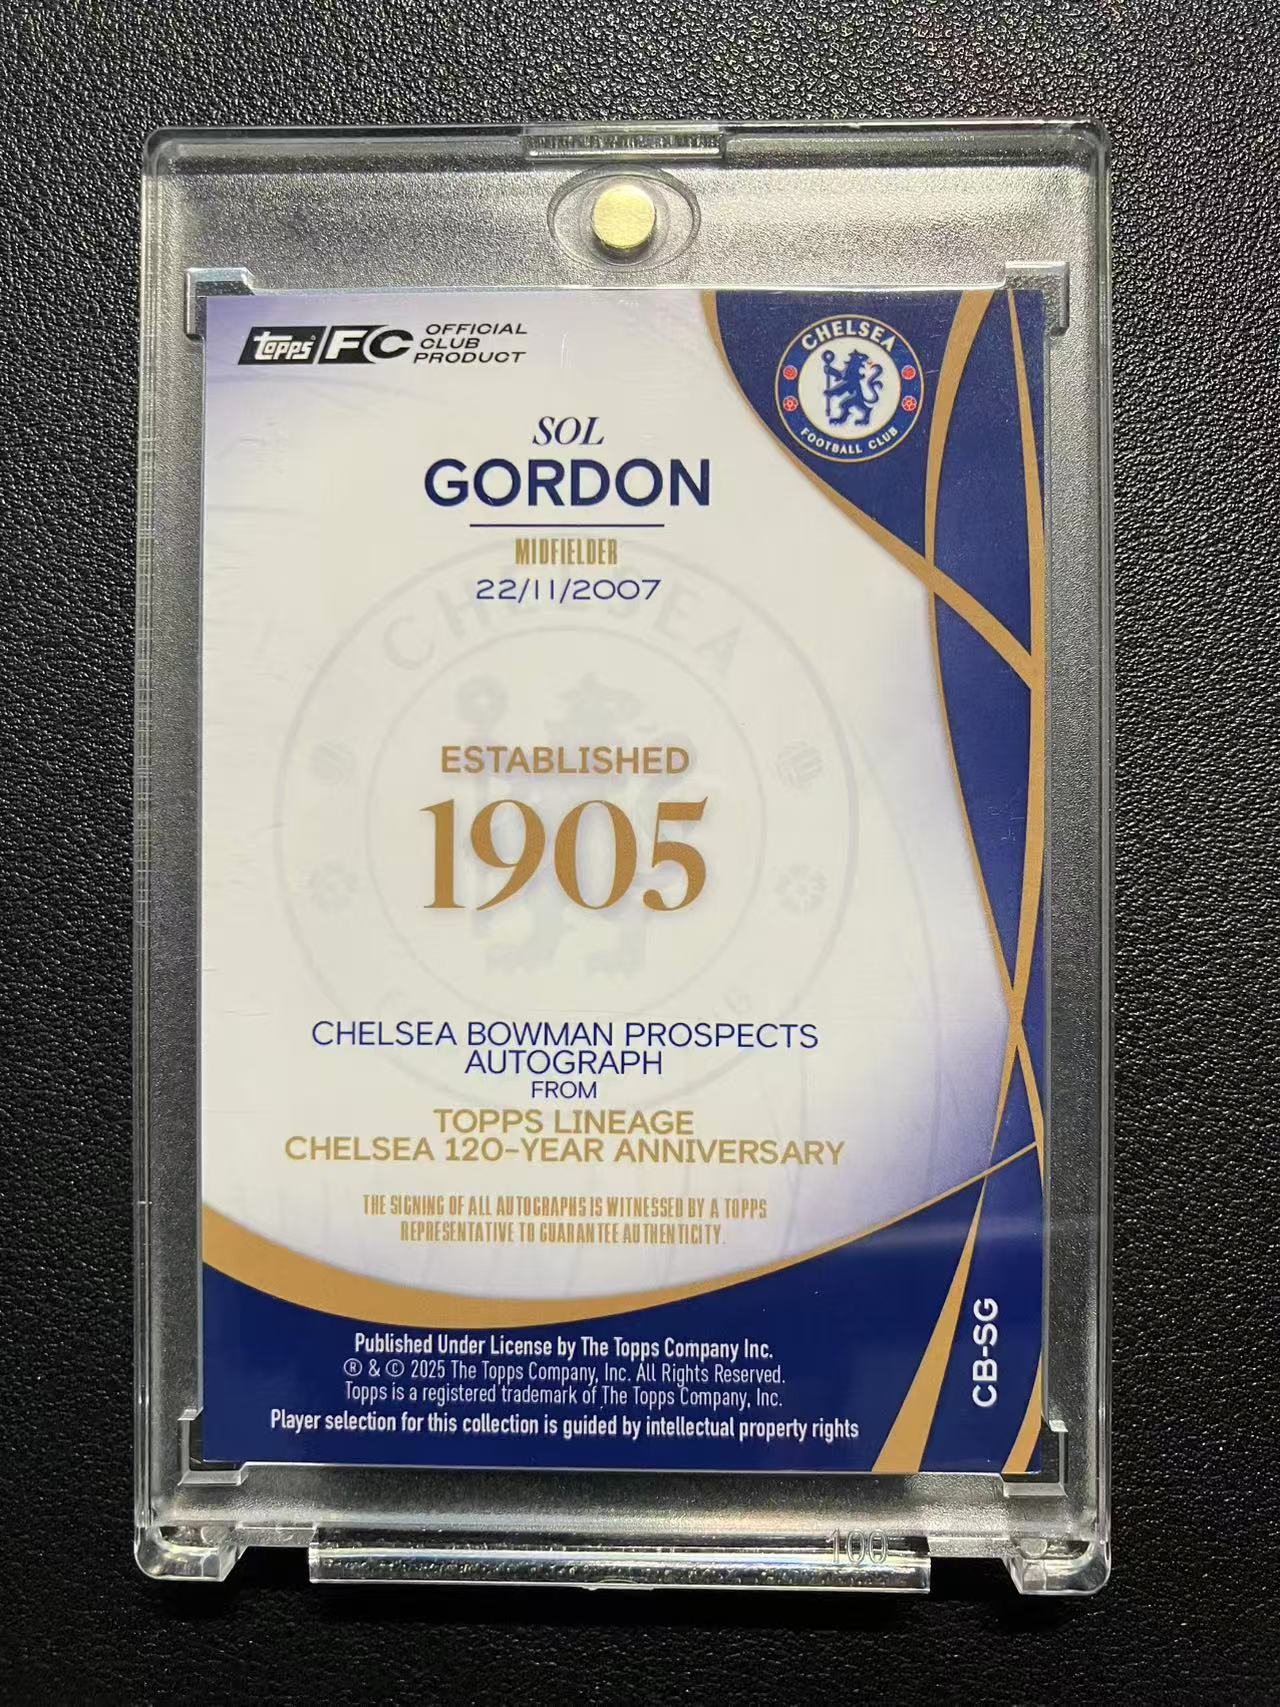 topps FC OFFICIAL
CLUB
PRODUCT
CHELSEA
FOOTBALL CLUB
SOL
GORDON
MIDFIELDER
22/11/2007
CHELSEA
ESTABLISHED
1905
CHELSEA BOWMAN PROSPECTS
AUTOGRAPH
FROM
TOPPS LINEAGE
CHELSEA 120-YEAR ANNIVERSARY
THE SIGNING OF ALL AUTOGRAPHS IS WITNESSED BY A TOPPS
REPRESENTATIVE TO GUARANTEE AUTHENTICITY.
Published Under License by The Topps Company Inc.
® & © 2025 The Topps Company, Inc. All Rights Reserved.
Topps is a registered trademark of The Topps Company, Inc.
Player selection for this collection is guided by intellectual property rights
CB-SG
100